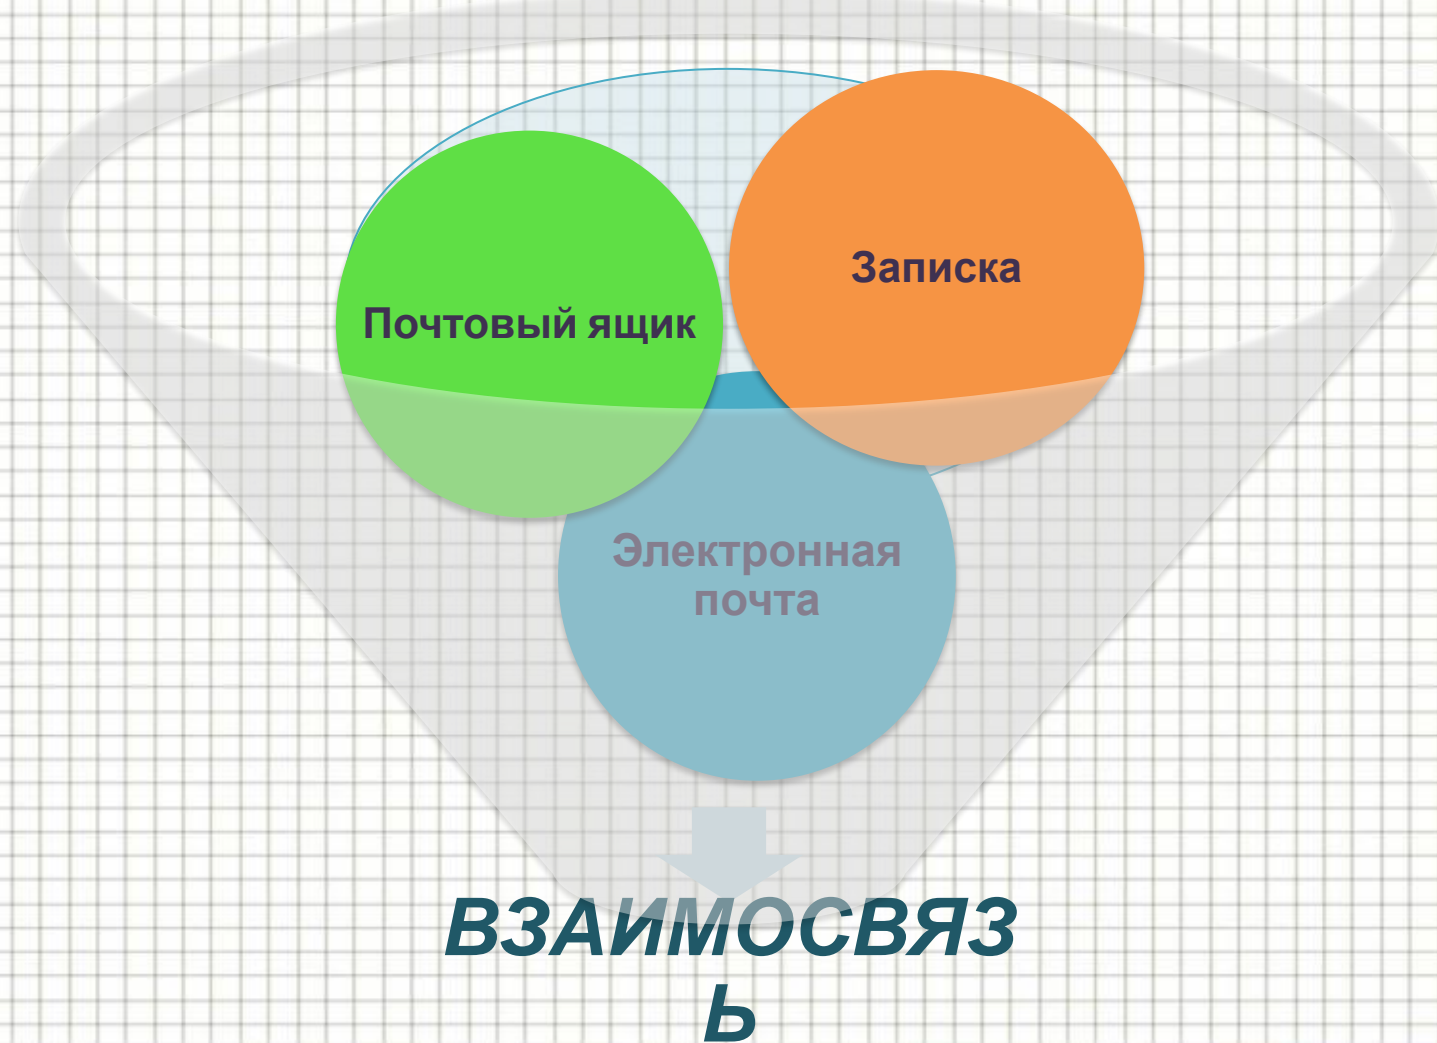 Записка
Почтовый ящик
Электронная
почта
ВЗАИМОСВЯЗ
Ь